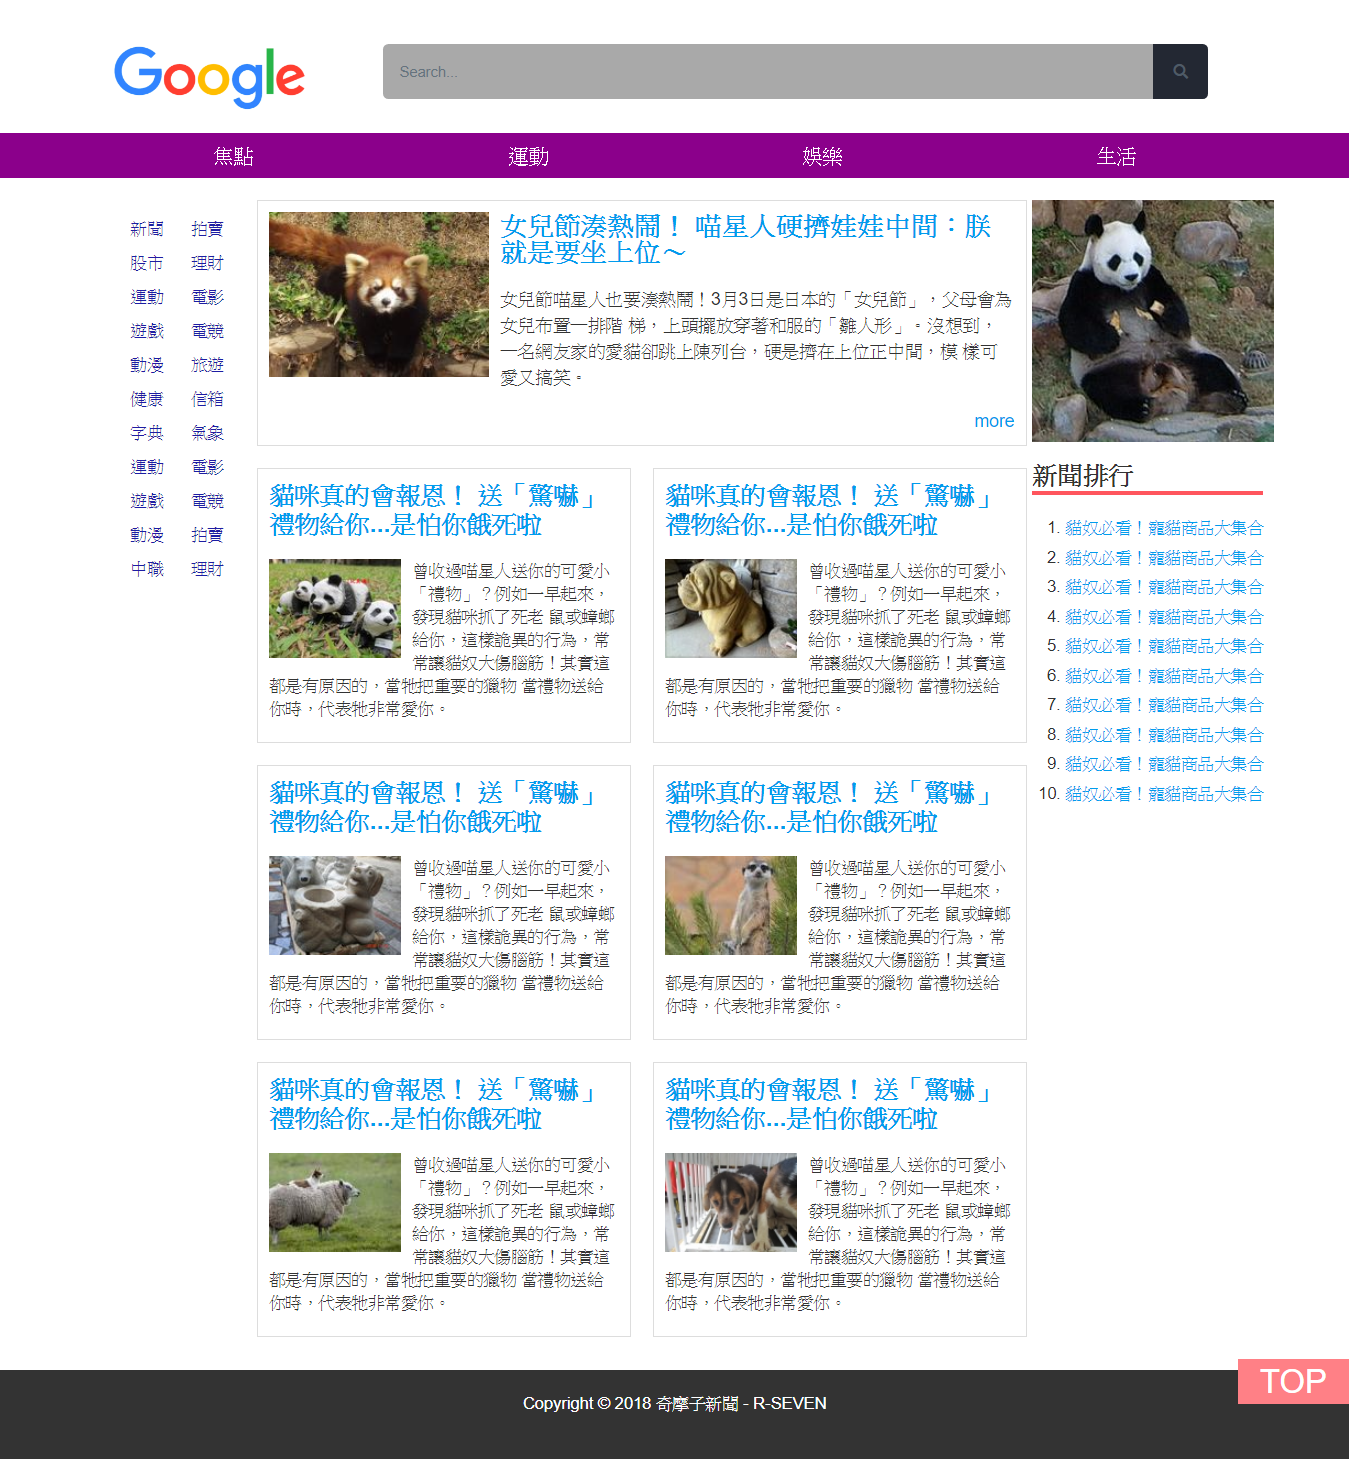 Google
Search...
焦點
運動
娛樂
生活
新聞 拍賣
股市 理財
運動 電影
遊戲 電競
動漫 旅遊
健康 信箱
字典 氣象
運動 電影
遊戲 電競
動漫 拍賣
中職 理財
女兒節湊熱鬧！ 喵星人硬擠娃娃中間：朕
就是要坐上位～
女兒節喵星人也要湊熱鬧！3月3日是日本的「女兒節」，父母會為
女兒布置一排階 梯，上頭擺放穿著和服的「雛人形」。沒想到，
一名網友家的愛貓卻跳上陳列台，硬是擠在上位正中間，模 樣可
愛又搞笑。
more
貓咪真的會報恩！ 送「驚嚇」
禮物給你...是怕你餓死啦
曾收過喵星人送你的可愛小
「禮物」？例如一早起來，
發現貓咪抓了死老 鼠或蟑螂
給你，這樣詭異的行為，常
常讓貓奴大傷腦筋！其實這
都是有原因的，當牠把重要的獵物 當禮物送給
你時，代表牠非常愛你。
貓咪真的會報恩！ 送「驚嚇」
禮物給你...是怕你餓死啦
曾收過喵星人送你的可愛小
「禮物」？例如一早起來，
發現貓咪抓了死老 鼠或蟑螂
給你，這樣詭異的行為，常
常讓貓奴大傷腦筋！其實這
都是有原因的，當牠把重要的獵物 當禮物送給
你時，代表牠非常愛你。
貓咪真的會報恩！ 送「驚嚇」
禮物給你...是怕你餓死啦
曾收過喵星人送你的可愛小
「禮物」？例如一早起來，
發現貓咪抓了死老 鼠或蟑螂
給你，這樣詭異的行為，常
常讓貓奴大傷腦筋！其實這
都是有原因的，當牠把重要的獵物 當禮物送給
你時，代表牠非常愛你。
貓咪真的會報恩！ 送「驚嚇」
禮物給你...是怕你餓死啦
曾收過喵星人送你的可愛小
「禮物」？例如一早起來，
發現貓咪抓了死老 鼠或蟑螂
給你，這樣詭異的行為，常
常讓貓奴大傷腦筋！其實這
都是有原因的，當牠把重要的獵物 當禮物送給
你時，代表牠非常愛你。
貓咪真的會報恩！ 送「驚嚇」
禮物給你...是怕你餓死啦
曾收過喵星人送你的可愛小
「禮物」？例如一早起來，
發現貓咪抓了死老 鼠或蟑螂
給你，這樣詭異的行為，常
常讓貓奴大傷腦筋！其實這
都是有原因的，當牠把重要的獵物 當禮物送給
你時，代表牠非常愛你。
貓咪真的會報恩！ 送「驚嚇」
禮物給你...是怕你餓死啦
曾收過喵星人送你的可愛小
「禮物」？例如一早起來，
發現貓咪抓了死老 鼠或蟑螂
給你，這樣詭異的行為，常
常讓貓奴大傷腦筋！其實這
都是有原因的，當牠把重要的獵物 當禮物送給
你時，代表牠非常愛你。
新聞排行
1. 貓奴必看！寵貓商品大集合
2. 貓奴必看！寵貓商品大集合
3. 貓奴必看！寵貓商品大集合
4. 貓奴必看！寵貓商品大集合
5. 貓奴必看！寵貓商品大集合
6. 貓奴必看！寵貓商品大集合
7. 貓奴必看！寵貓商品大集合
8. 貓奴必看！寵貓商品大集合
9. 貓奴必看！寵貓商品大集合
10. 貓奴必看！寵貓商品大集合
TOP
Copyright © 2018 奇摩子新聞 - R-SEVEN